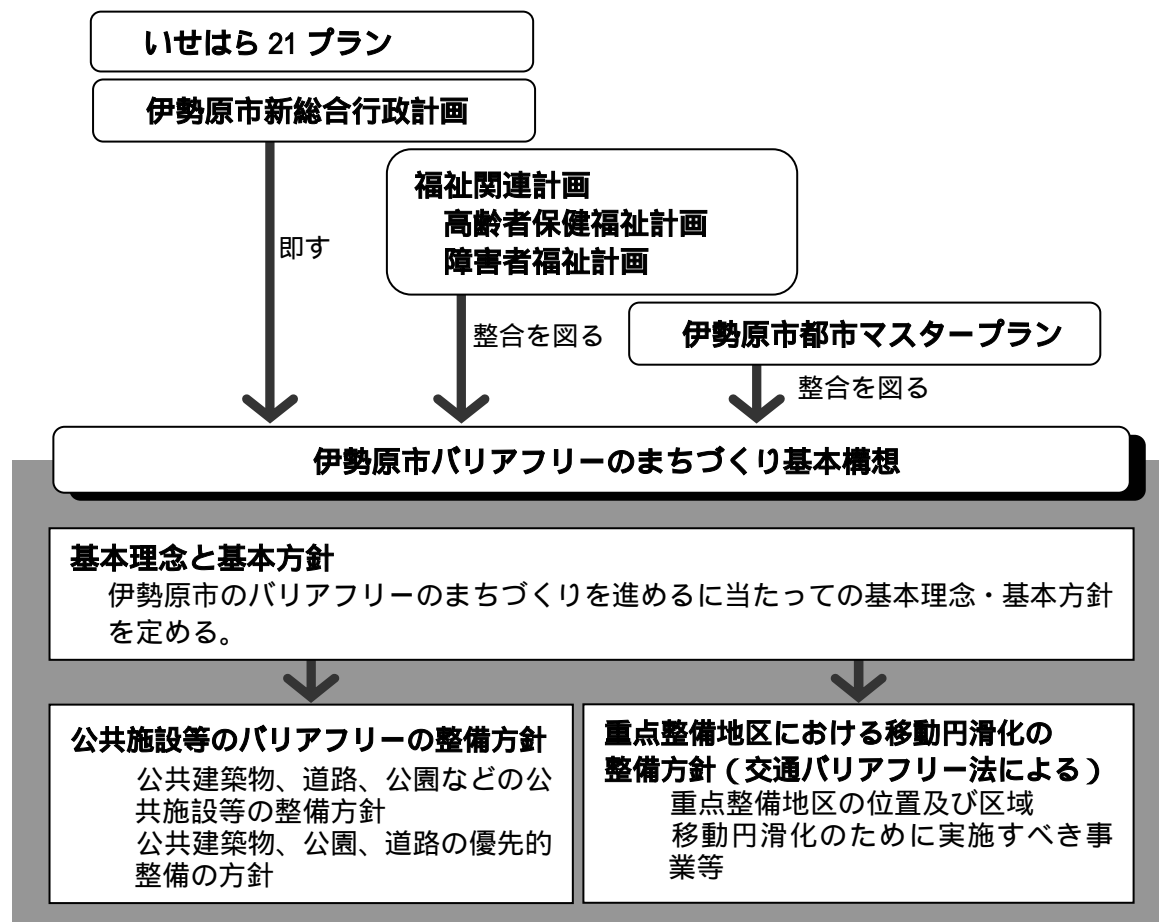 いせはら 21 プラン
伊勢原市新総合行政計画
福祉関連計画
高齢者保健福祉計画
障害者福祉計画
即す
整合を図る
伊勢原市都市マスタープラン
整合を図る
伊勢原市バリアフリーのまちづくり基本構想
基本理念と基本方針
伊勢原市のバリアフリーのまちづくりを進めるに当たっての基本理念・基本方針
を定める。
公共施設等のバリアフリーの整備方針
公共建築物、道路、公園などの公
共施設等の整備方針
公共建築物、公園、道路の優先的
整備の方針
重点整備地区における移動円滑化の
整備方針（交通バリアフリー法による）
重点整備地区の位置及び区域
移動円滑化のために実施すべき事
業等